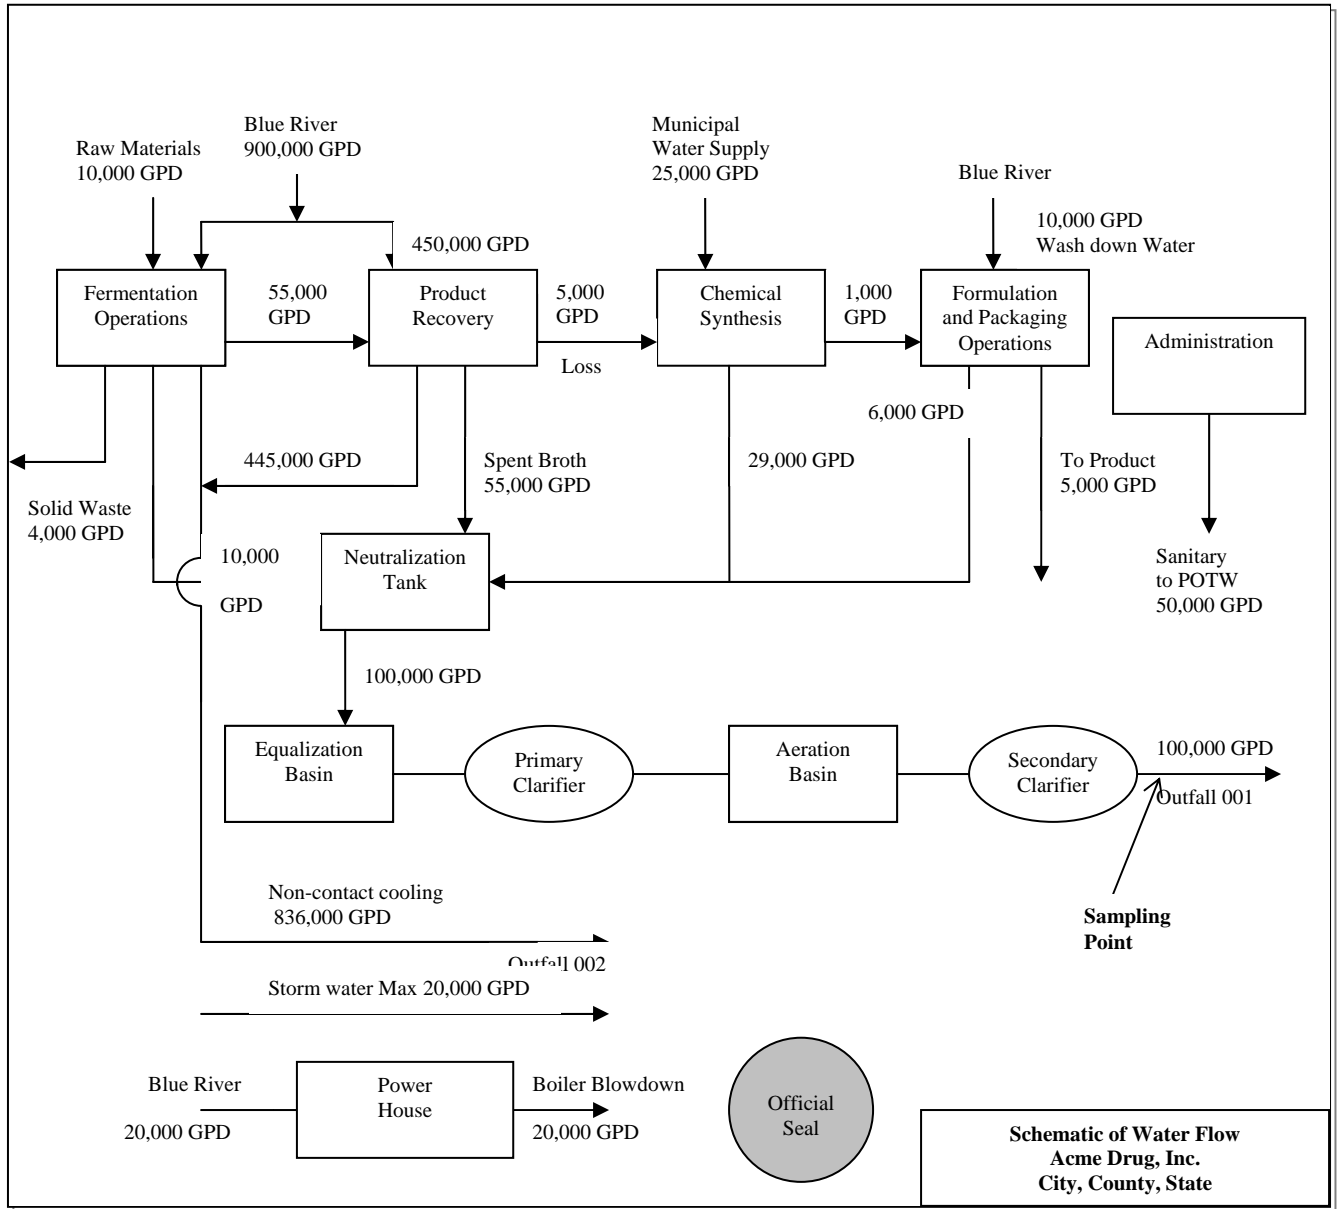 Blue River
900,000 GPD
Raw Materials
10,000 GPD
Municipal
Water Supply
25,000 GPD
Blue River
10,000 GPD
Wash down Water
450,000 GPD
Fermentation
Operations
55,000
GPD
Product
Recovery
5,000
GPD
Loss
Chemical
Synthesis
1,000
GPD
Formulation
and Packaging
Operations
Administration
6,000 GPD
445,000 GPD
Spent Broth
55,000 GPD
29,000 GPD
To Product
5,000 GPD
Solid Waste
4,000 GPD
10,000
GPD
Neutralization
Tank
Sanitary
to POTW
50,000 GPD
100,000 GPD
Equalization
Basin
Primary
Clarifier
Aeration
Basin
Secondary
Clarifier
100,000 GPD
Outfall 001
Non-contact cooling
836,000 GPD
Sampling
Point
Outfall 002
Storm water Max 20,000 GPD
Blue River
20,000 GPD
Power
House
Boiler Blowdown
20,000 GPD
Official
Seal
Schematic of Water Flow
Acme Drug, Inc.
City, County, State